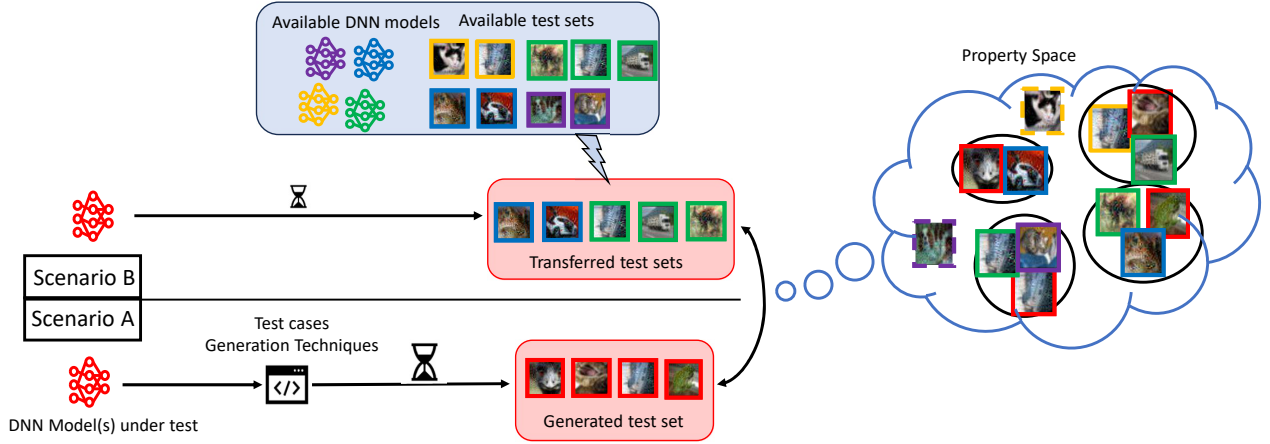 Available DNN models
Available test sets
Property Space
Transferred test sets
Scenario B
Scenario A
Test cases
Generation Techniques
</>
DNN Model(s) under test
Generated test set